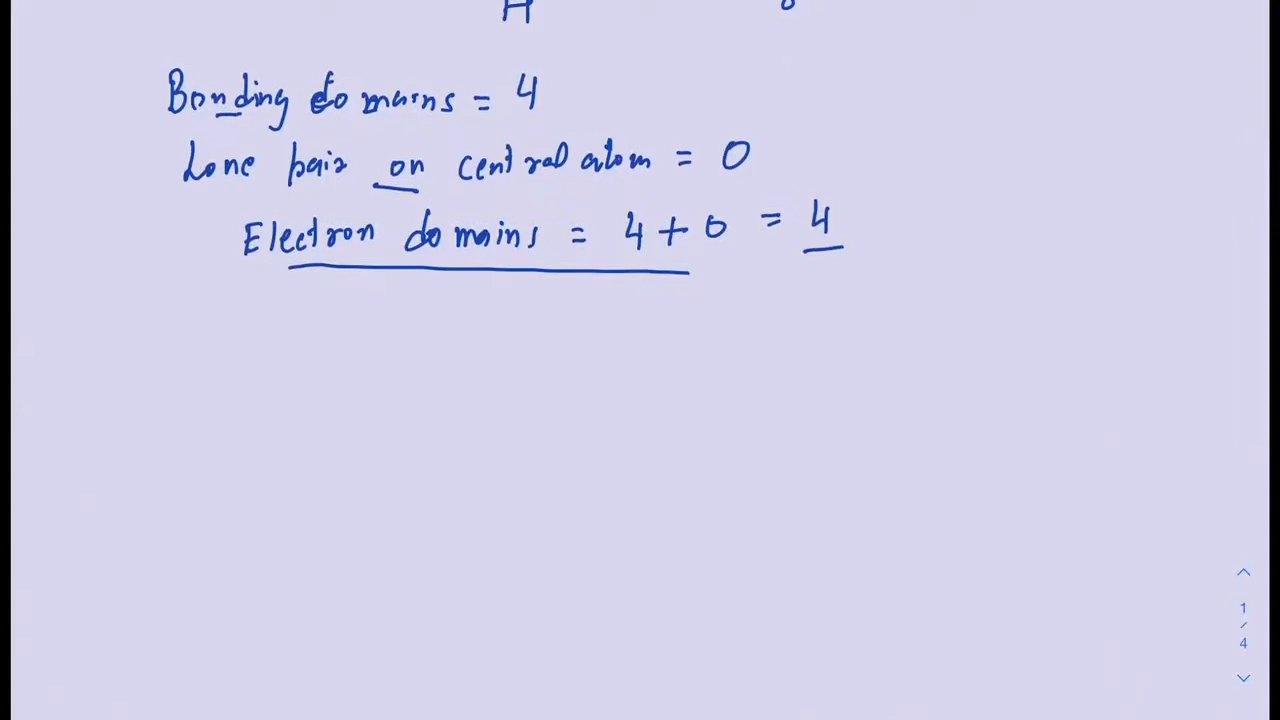 H
Bonding domains = 4
Lone pair on central atom = 0
Electron domains = 4 + 0 = 4
1
/
4